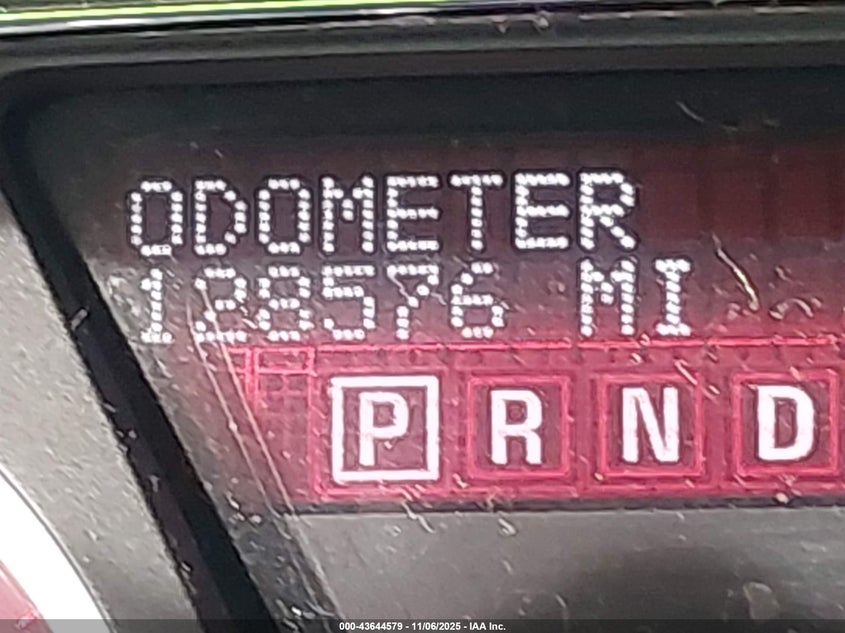 ODOMETER
128576 MI
P R N D
000-43644579 - 11/06/2025 - IAA Inc.